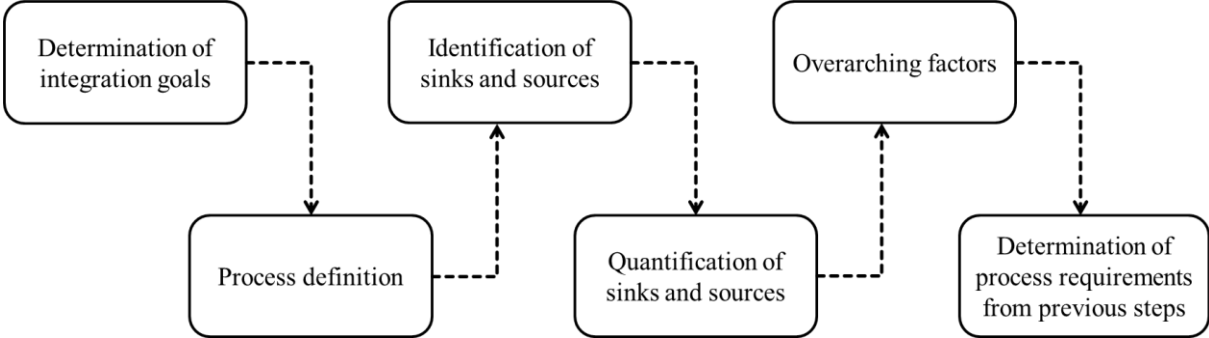 Determination of
integration goals
Process definition
Identification of
sinks and sources
Quantification of
sinks and sources
Overarching factors
Determination of
process requirements
from previous steps